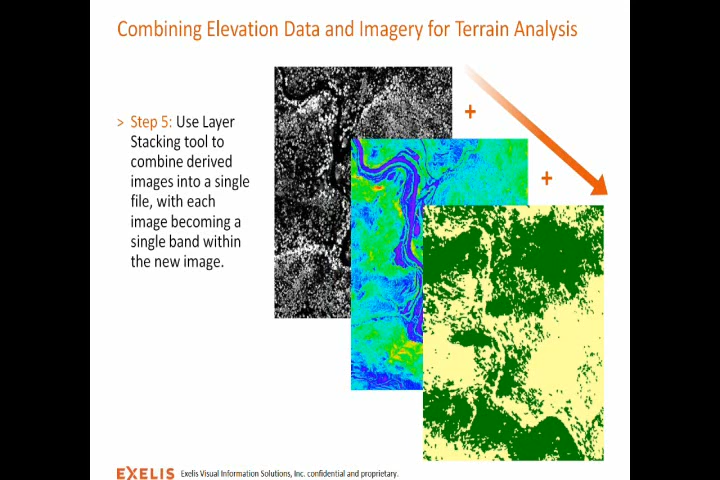 Combining Elevation Data and Imagery for Terrain Analysis
> Step 5: Use Layer
Stacking tool to
combine derived
images into a single
file, with each
image becoming a
single band within
the new image.
+
+
EXELIS Exelis Visual Information Solutions, Inc. confidential and proprietary.